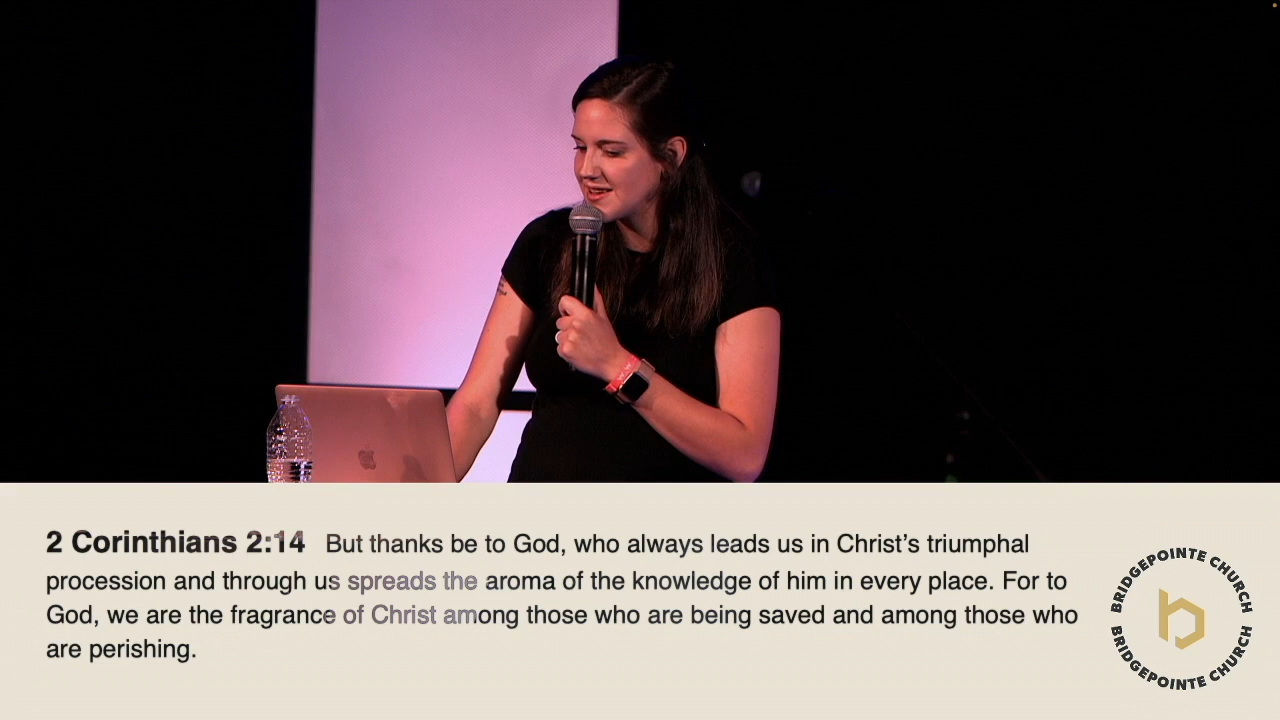 2 Corinthians 2:14 But thanks be to God, who always leads us in Christ’s triumphal
procession and through us spreads the aroma of the knowledge of him in every place. For to
God, we are the fragrance of Christ among those who are being saved and among those who
are perishing.
BRIDGEPOINTE CHURCH
BRIDGEPOINTE CHURCH